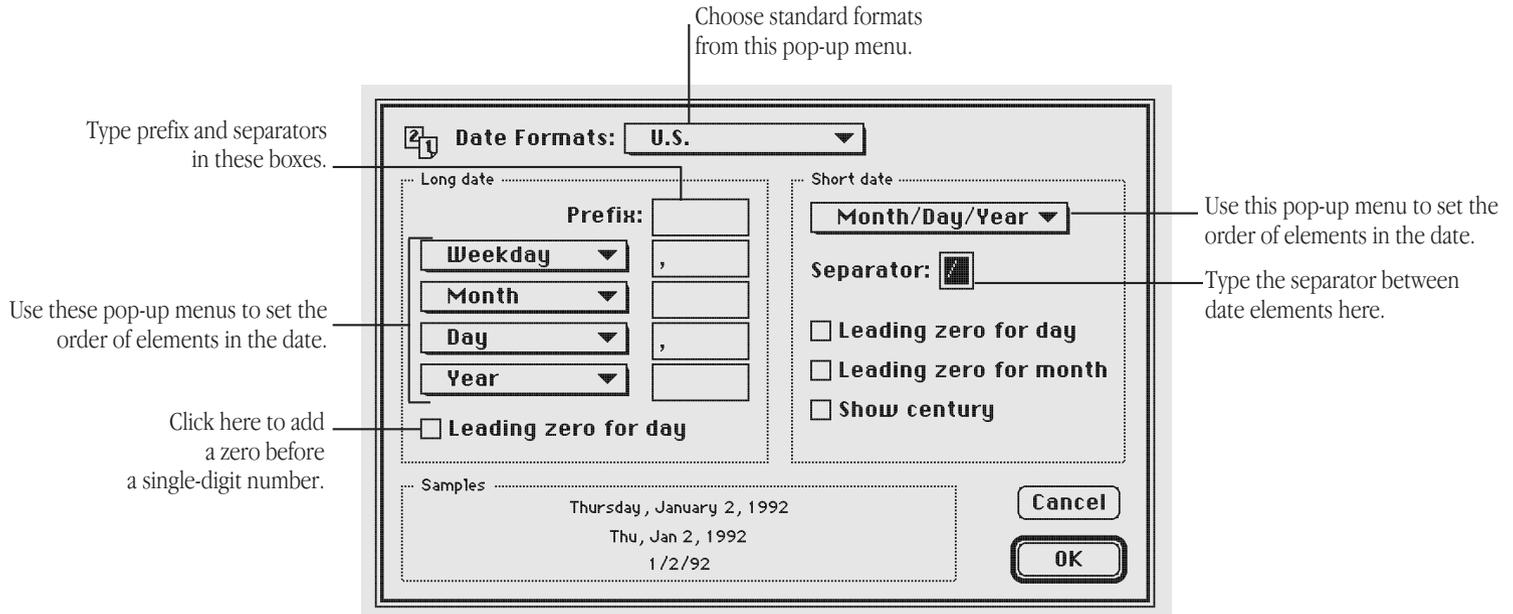 Choose standard formats
from this pop-up menu.
Type prefix and separators
in these boxes.
Use these pop-up menus to set the
order of elements in the date.
Click here to add
a zero before
a single-digit number.
2 1
Date Formats: U.S.
Long date
Prefix:
Weekday ,
Month
Day ,
Year
Leading zero for day
Short date
Month/Day/Year
Separator: /
Leading zero for day
Leading zero for month
Show century
Use this pop-up menu to set the
order of elements in the date.
Type the separator between
date elements here.
Samples
Thursday, January 2, 1992
Thu, Jan 2, 1992
1/2/92
Cancel
OK